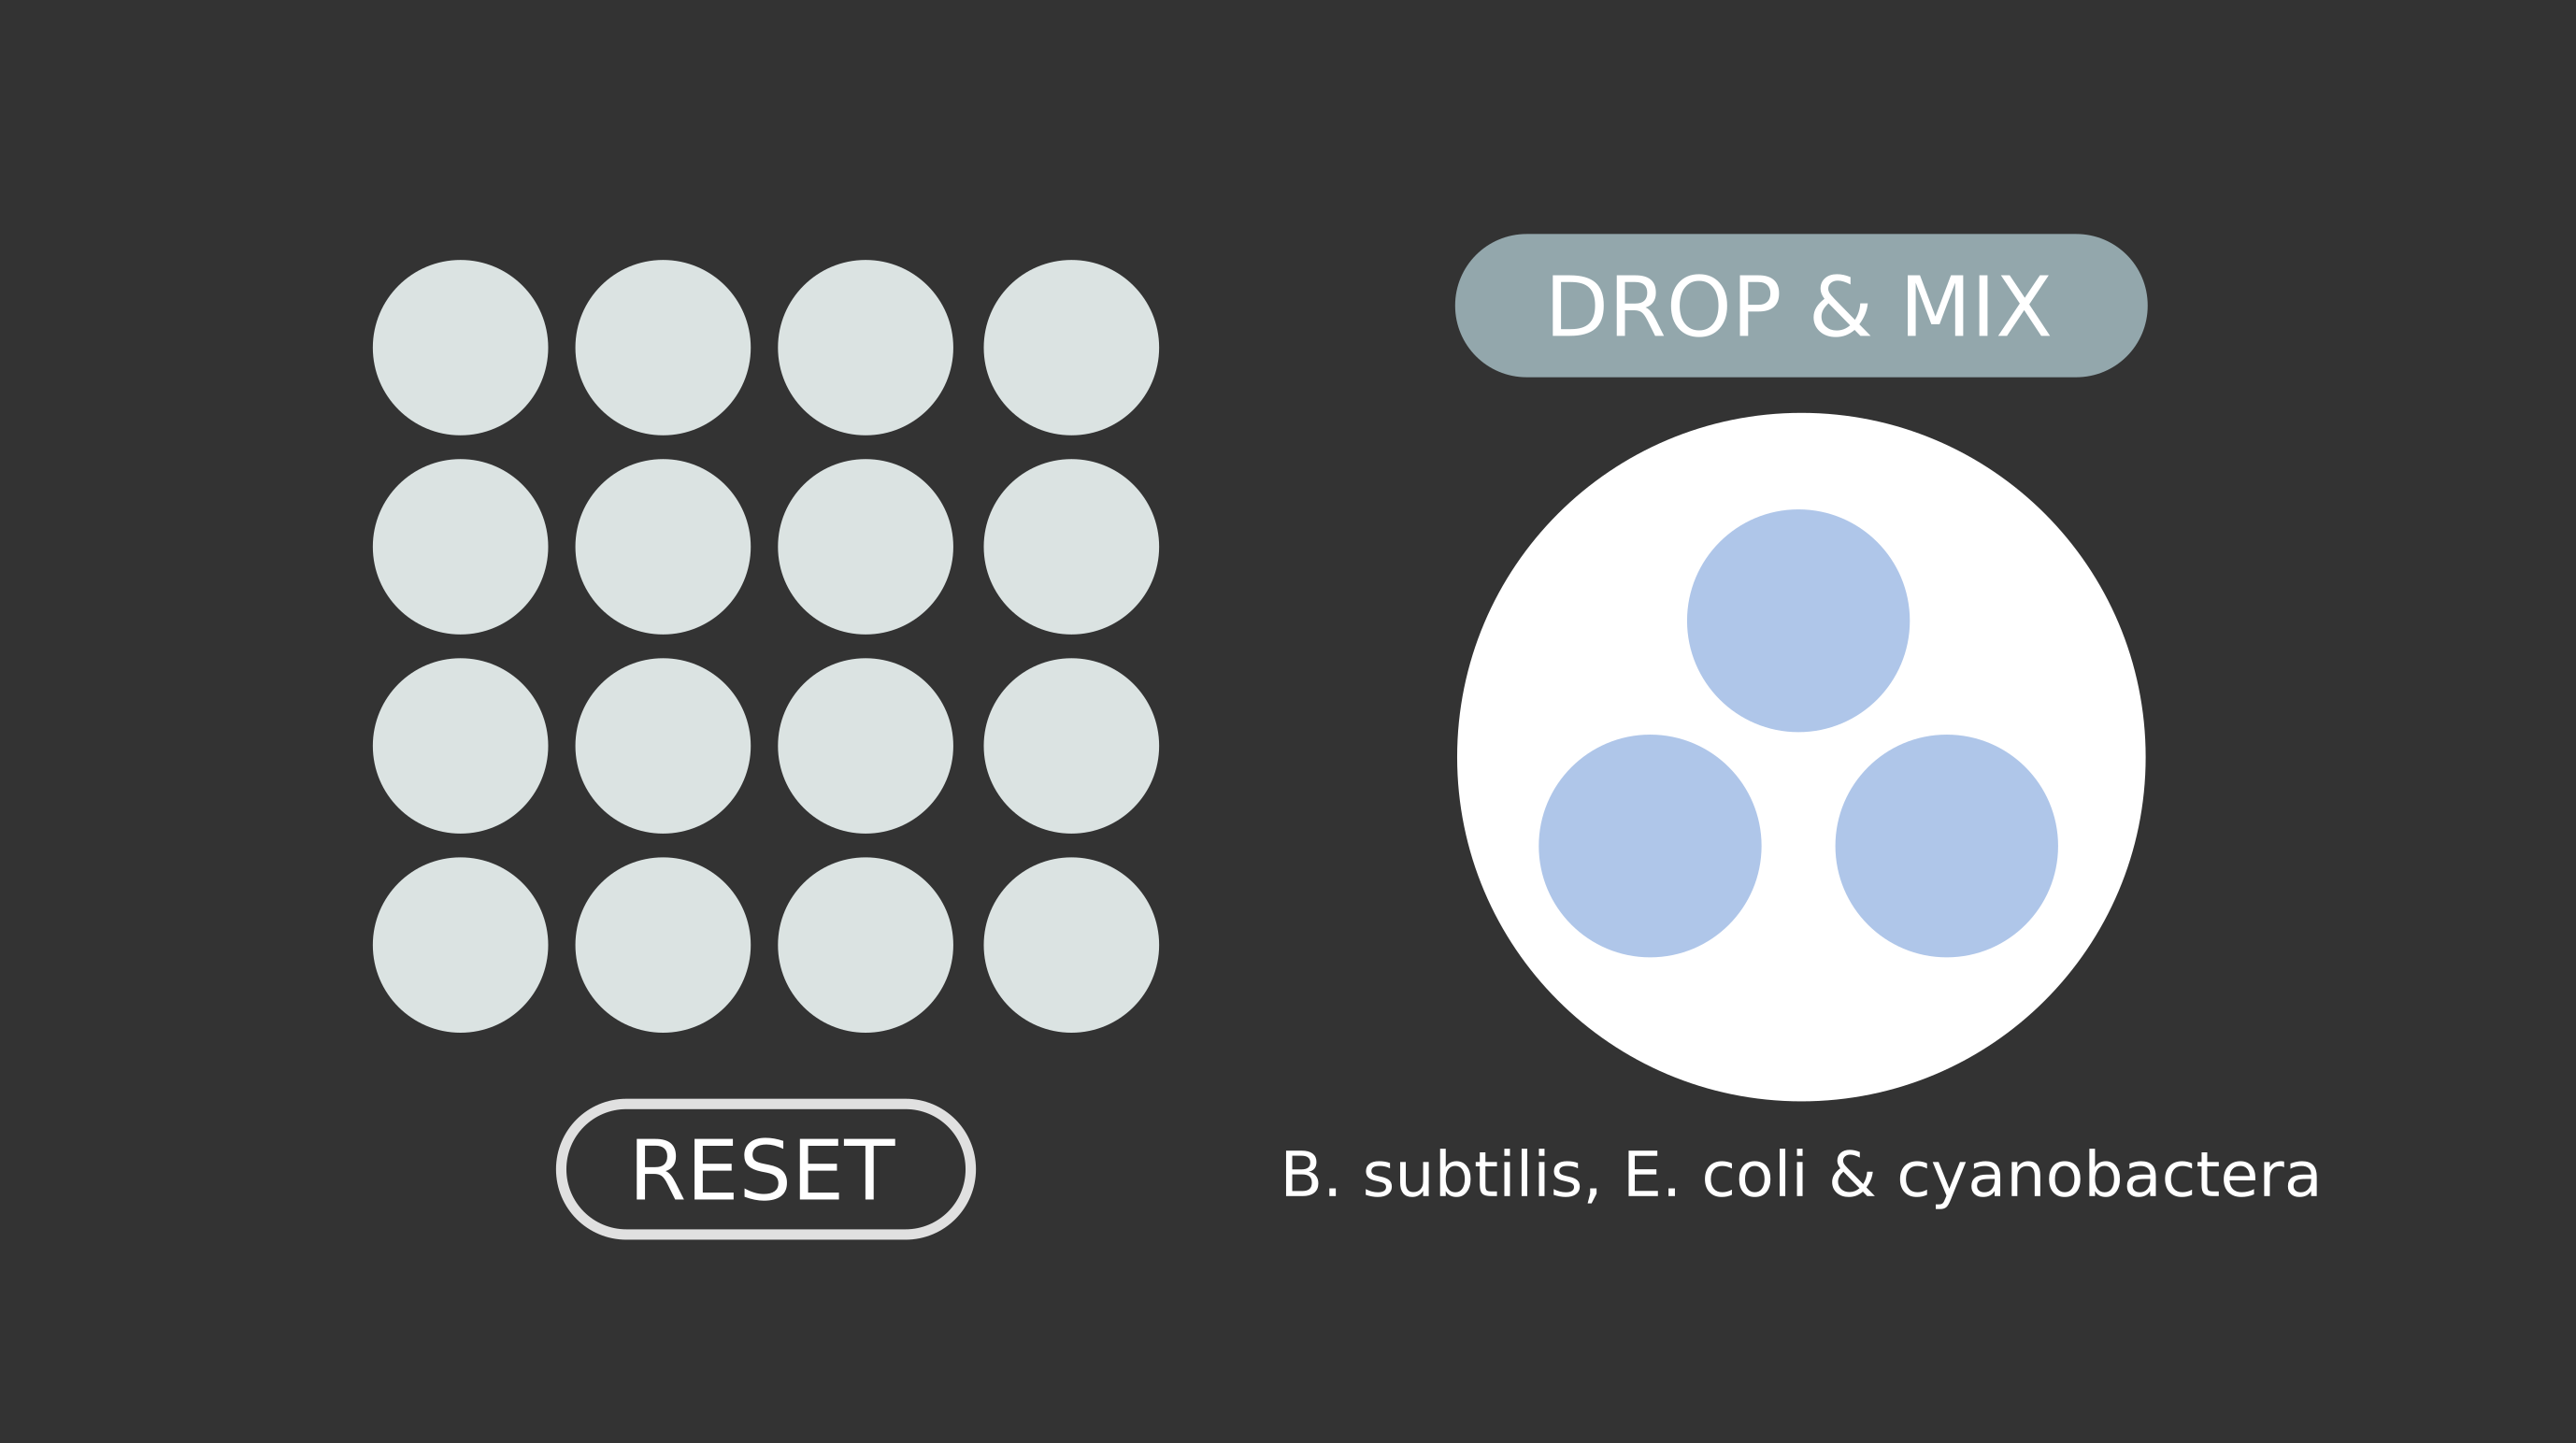 DROP & MIX
RESET
B. subtilis, E. coli & cyanobactera